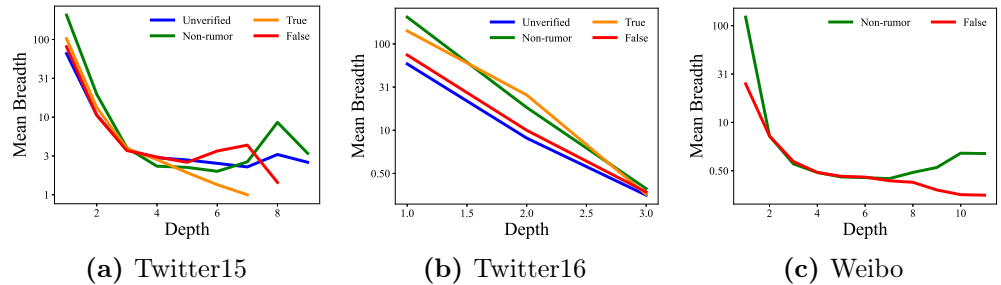 Unverified
Non-rumor
True
False
100
31
10
3
1
2
4
6
8
Mean Breadth
Depth
(a) Twitter15
Unverified
Non-rumor
True
False
100
31
10
0.50
1.0
1.5
2.0
2.5
3.0
Mean Breadth
Depth
(b) Twitter16
Non-rumor
False
100
31
10
0.50
2
4
6
8
10
Mean Breadth
Depth
(c) Weibo